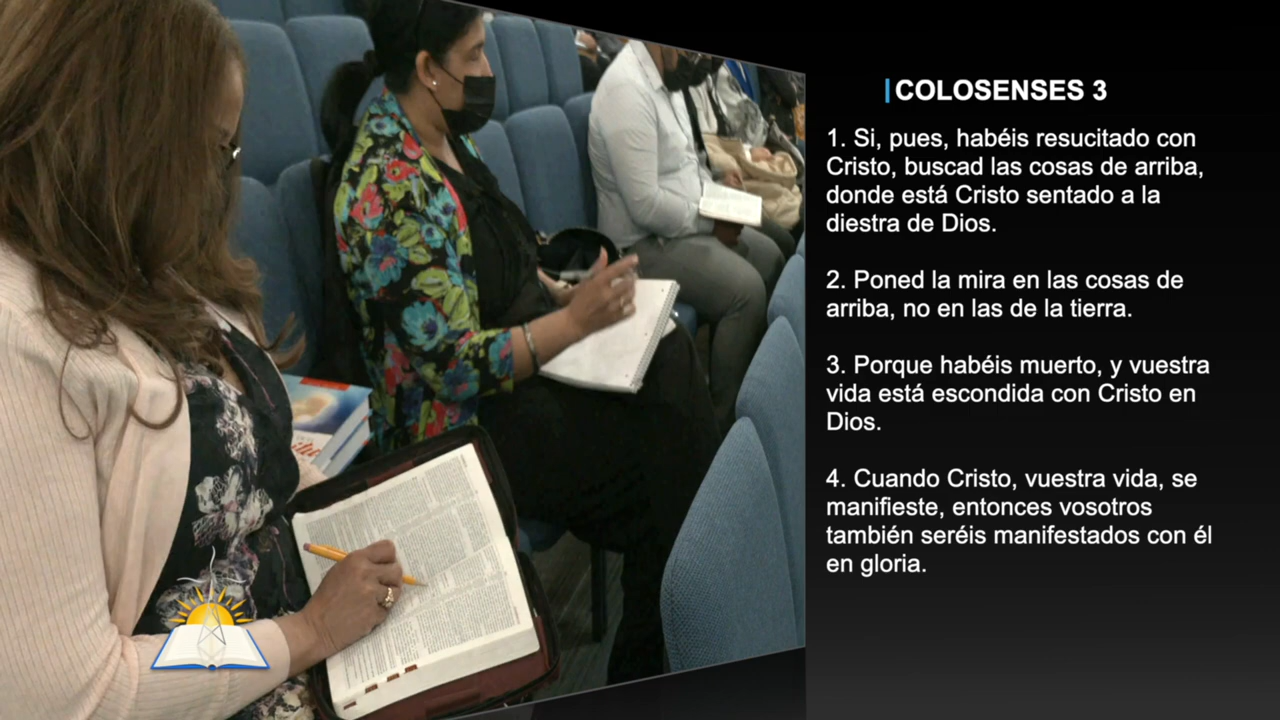 COLOSENSES 3
1. Si, pues, habéis resucitado con
Cristo, buscad las cosas de arriba,
donde está Cristo sentado a la
diestra de Dios.
2. Poned la mira en las cosas de
arriba, no en las de la tierra.
3. Porque habéis muerto, y vuestra
vida está escondida con Cristo en
Dios.
4. Cuando Cristo, vuestra vida, se
manifieste, entonces vosotros
también seréis manifestados con él
en gloria.